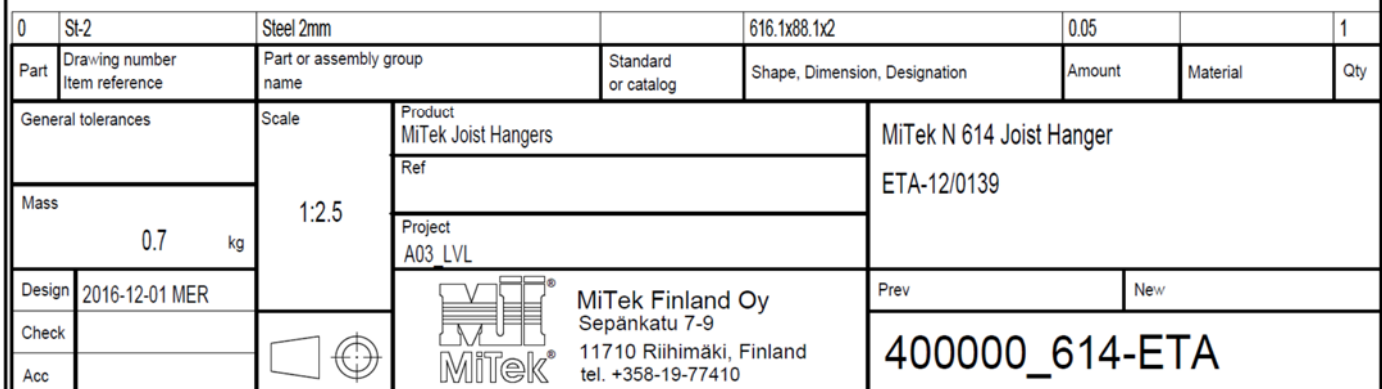 0 St-2 Steel 2mm 616.1x88.1x2 0.05 1
Part Drawing number Item reference Part or assembly group name Standard or catalog Shape, Dimension, Designation Amount Material Qty
General tolerances
Scale
1:2.5
Product
MiTek Joist Hangers
Ref
Project
A03_LVL
MiTek N 614 Joist Hanger
ETA-12/0139
Mass
0.7 kg
Design 2016-12-01 MER
Check
Acc
MiTek®
MiTek Finland Oy
Sepänkatu 7-9
11710 Riihimäki, Finland
tel. +358-19-77410
Prev
New
400000_614-ETA